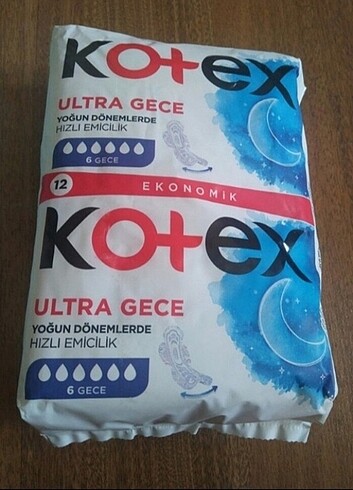 Kotex
ULTRA GECE
YOĞUN DÖNEMLERDE
HIZLI EMİCİLİK
6 GECE
12 EKONOMİK
Kotex
ULTRA GECE
YOĞUN DÖNEMLERDE
HIZLI EMİCİLİK
6 GECE